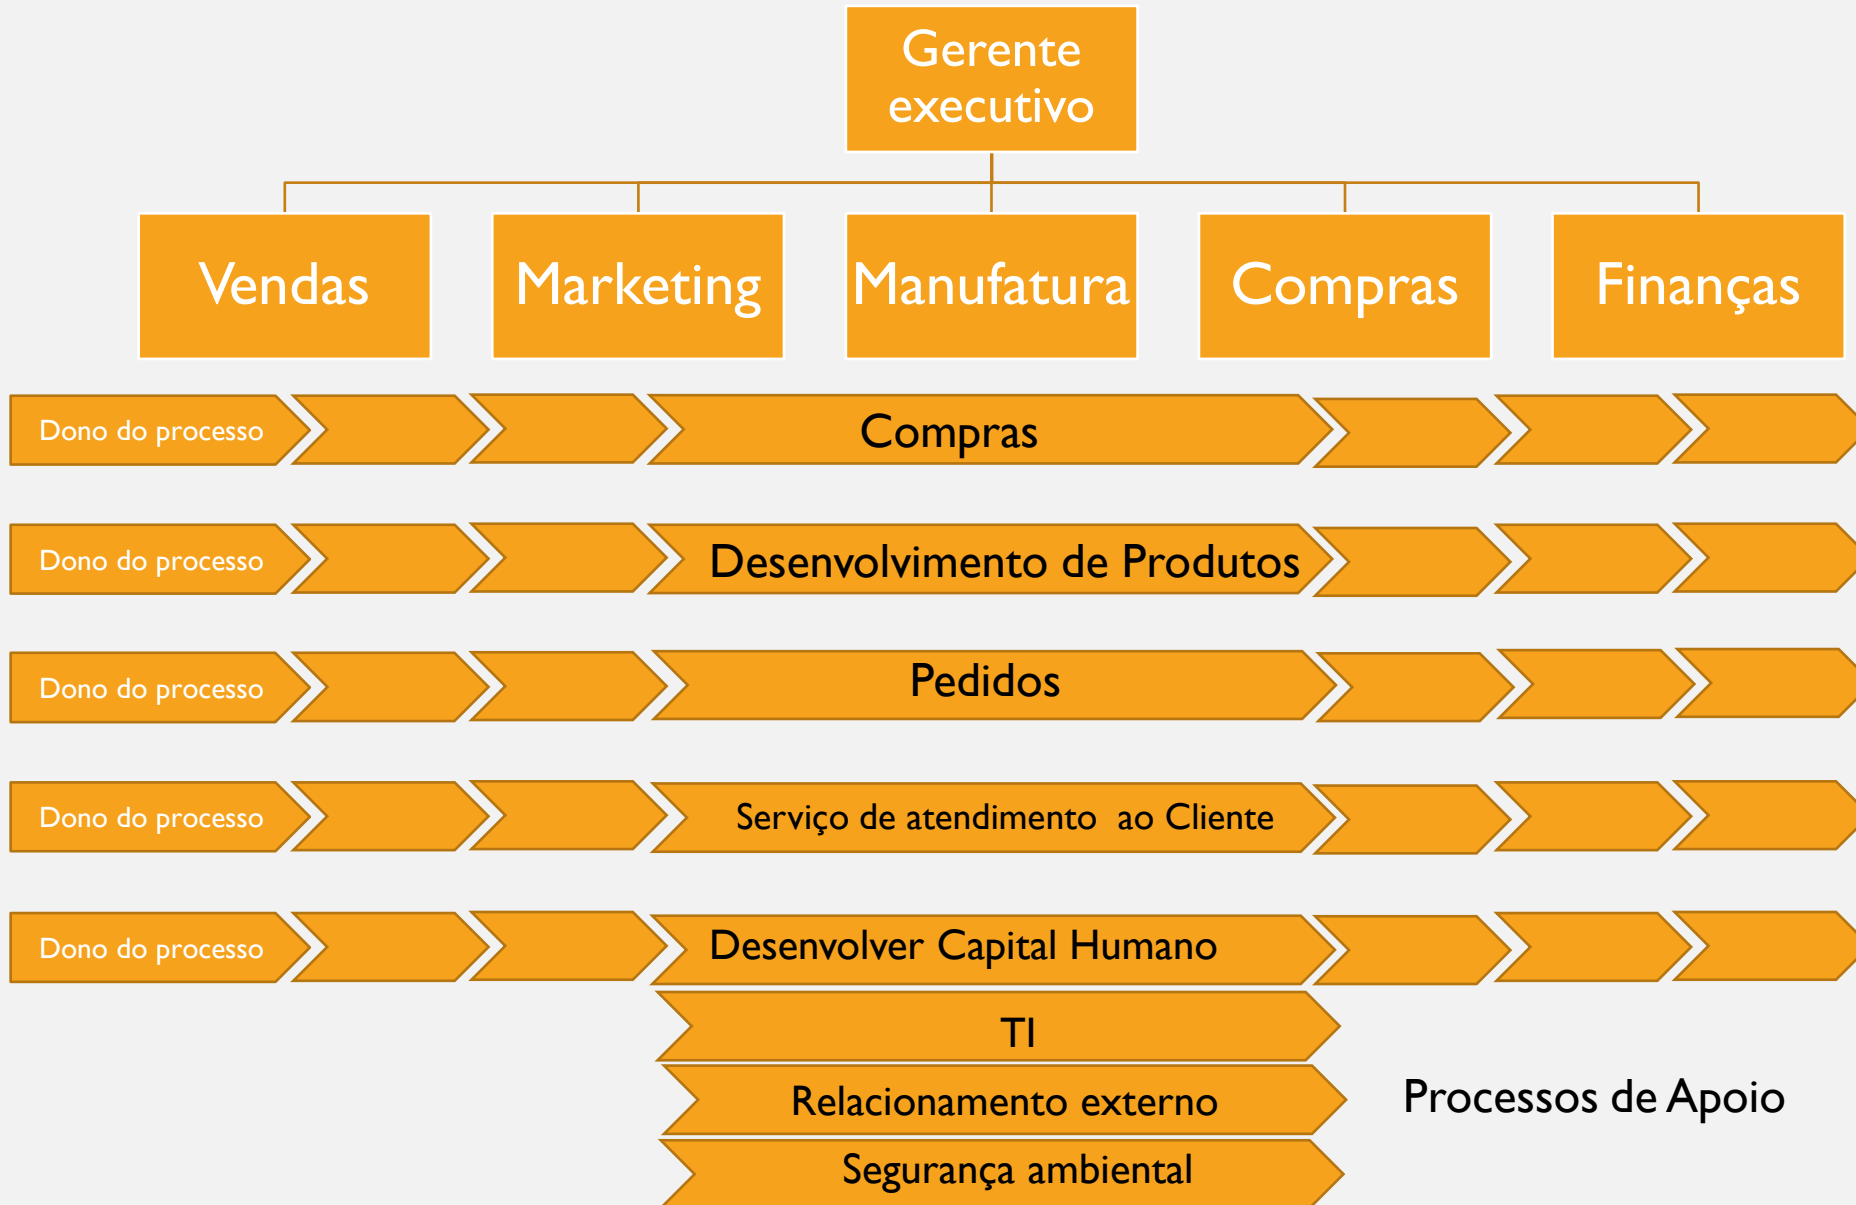 Gerente
executivo
Vendas
Marketing
Manufatura
Compras
Finanças
Dono do processo
Compras
Dono do processo
Desenvolvimento de Produtos
Dono do processo
Pedidos
Dono do processo
Serviço de atendimento  ao Cliente
Dono do processo
Desenvolver Capital Humano
TI
Relacionamento externo
Processos de Apoio
Segurança ambiental